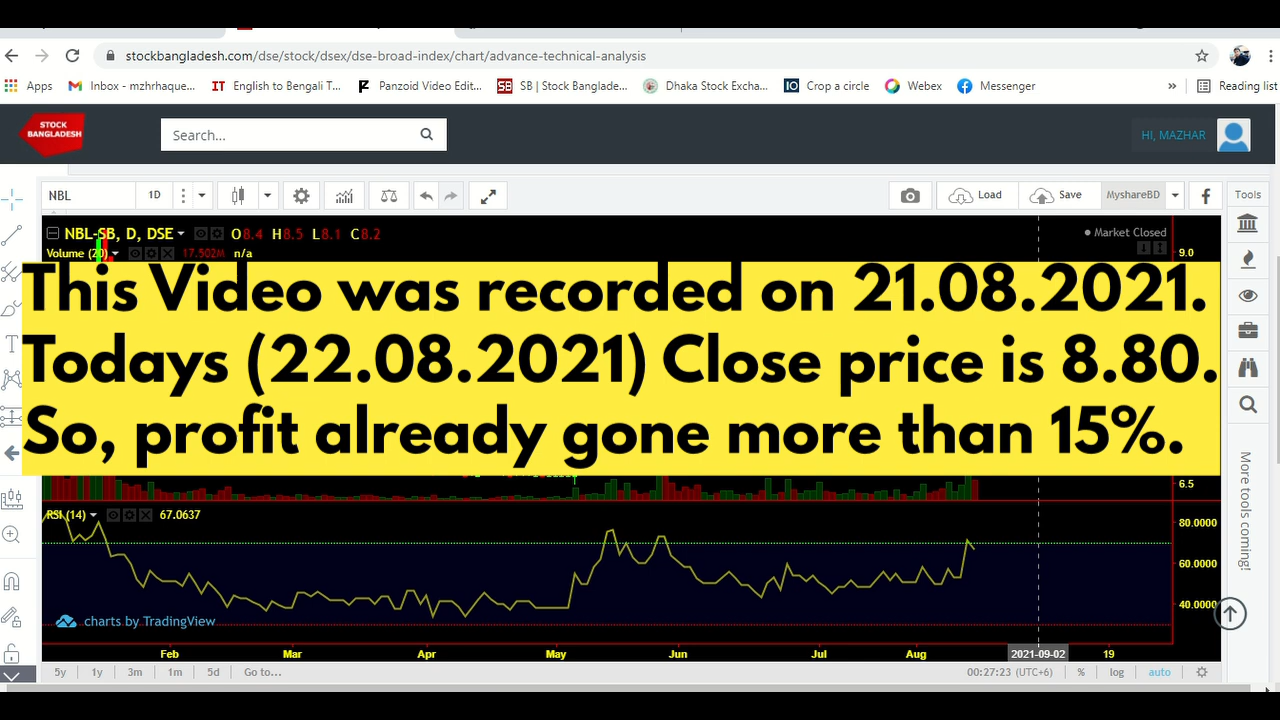 stockbangladesh.com/dse/stock/dsex/dse-broad-index/chart/advance-technical-analysis
Apps
Inbox - mzhrhaque...
English to Bengali T...
Panzoid Video Edit...
SB | Stock Banglade...
Dhaka Stock Excha...
Crop a circle
Webex
Messenger
»
Reading list
STOCK
BANGLADESH
Search...
HI, MAZHAR
NBL
1D
Load
Save
MyshareBD
Tools
NBL-SB, D, DSE
O8.4 H8.5 L8.1 C8.2
Market Closed
Volume (20)
17.502M n/a
9.0
This Video was recorded on 21.08.2021.
Todays (22.08.2021) Close price is 8.80.
So, profit already gone more than 15%.
6.5
More tools coming!
RSI (14)
67.0637
80.0000
60.0000
40.0000
charts by TradingView
Feb Mar Apr May Jun Jul Aug 2021-09-02 19
5y 1y 3m 1m 5d Go to...
00:27:23 (UTC+6) % log auto